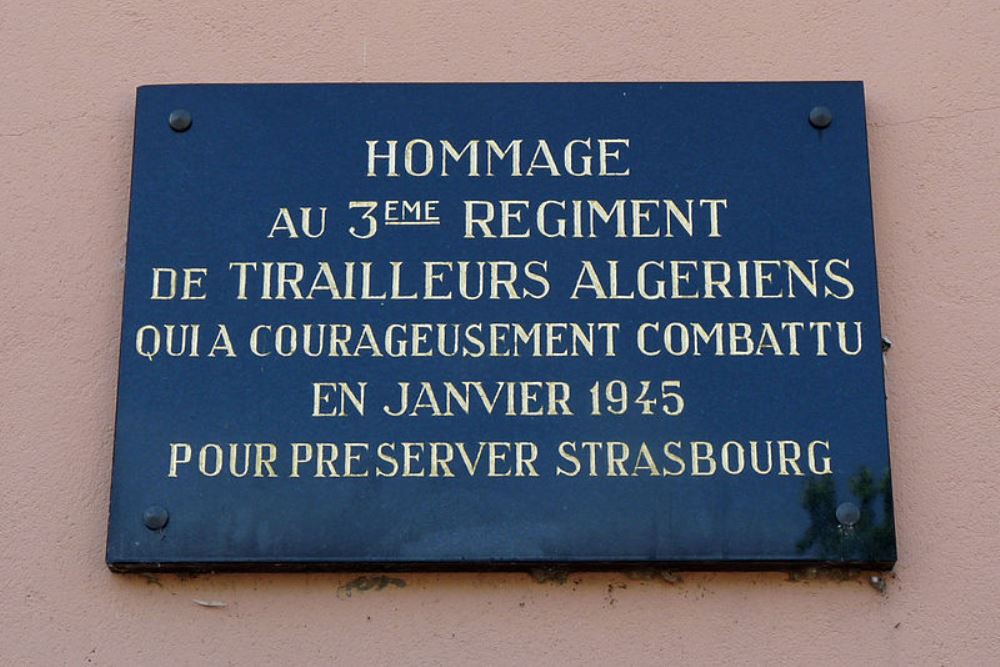 HOMMAGE
AU 3EME REGIMENT
DE TIRAILLEURS ALGERIENS
QUI A COURAGEUSEMENT COMBATTU
EN JANVIER 1945
POUR PRESERVER STRASBOURG